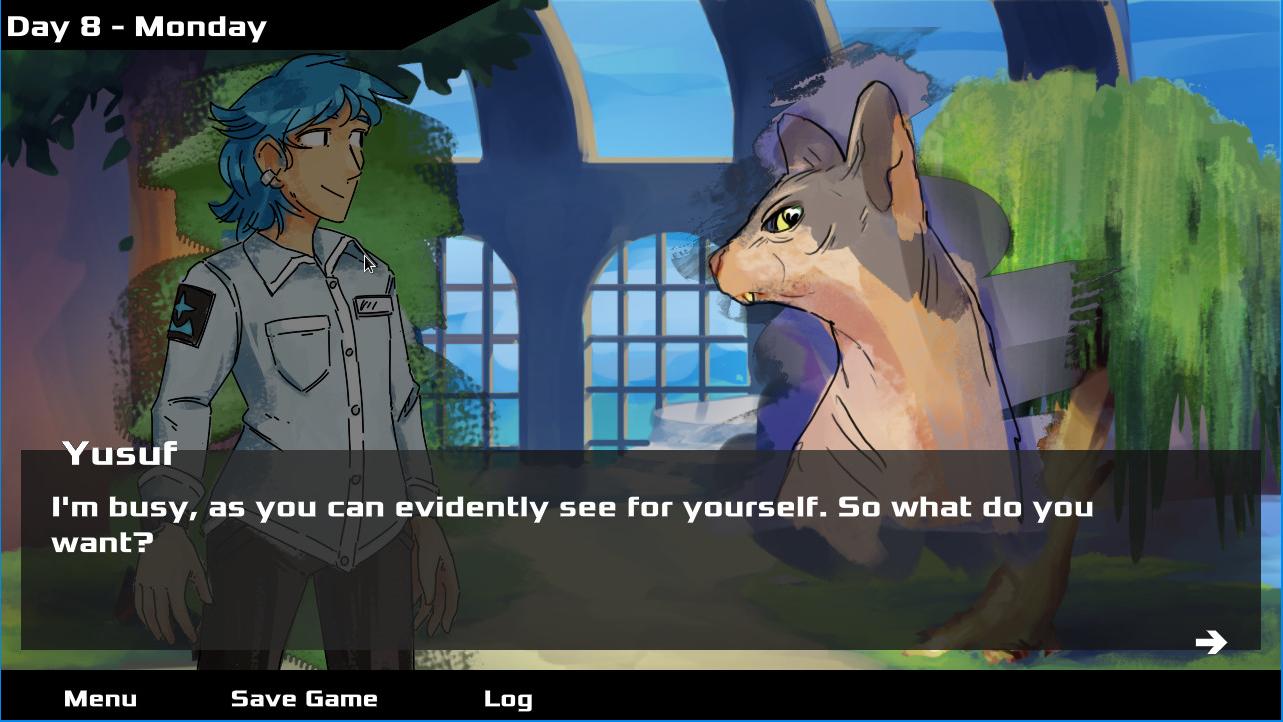 Day 8 - Monday
Yusuf
I'm busy, as you can evidently see for yourself. So what do you
want?
Menu
Save Game
Log